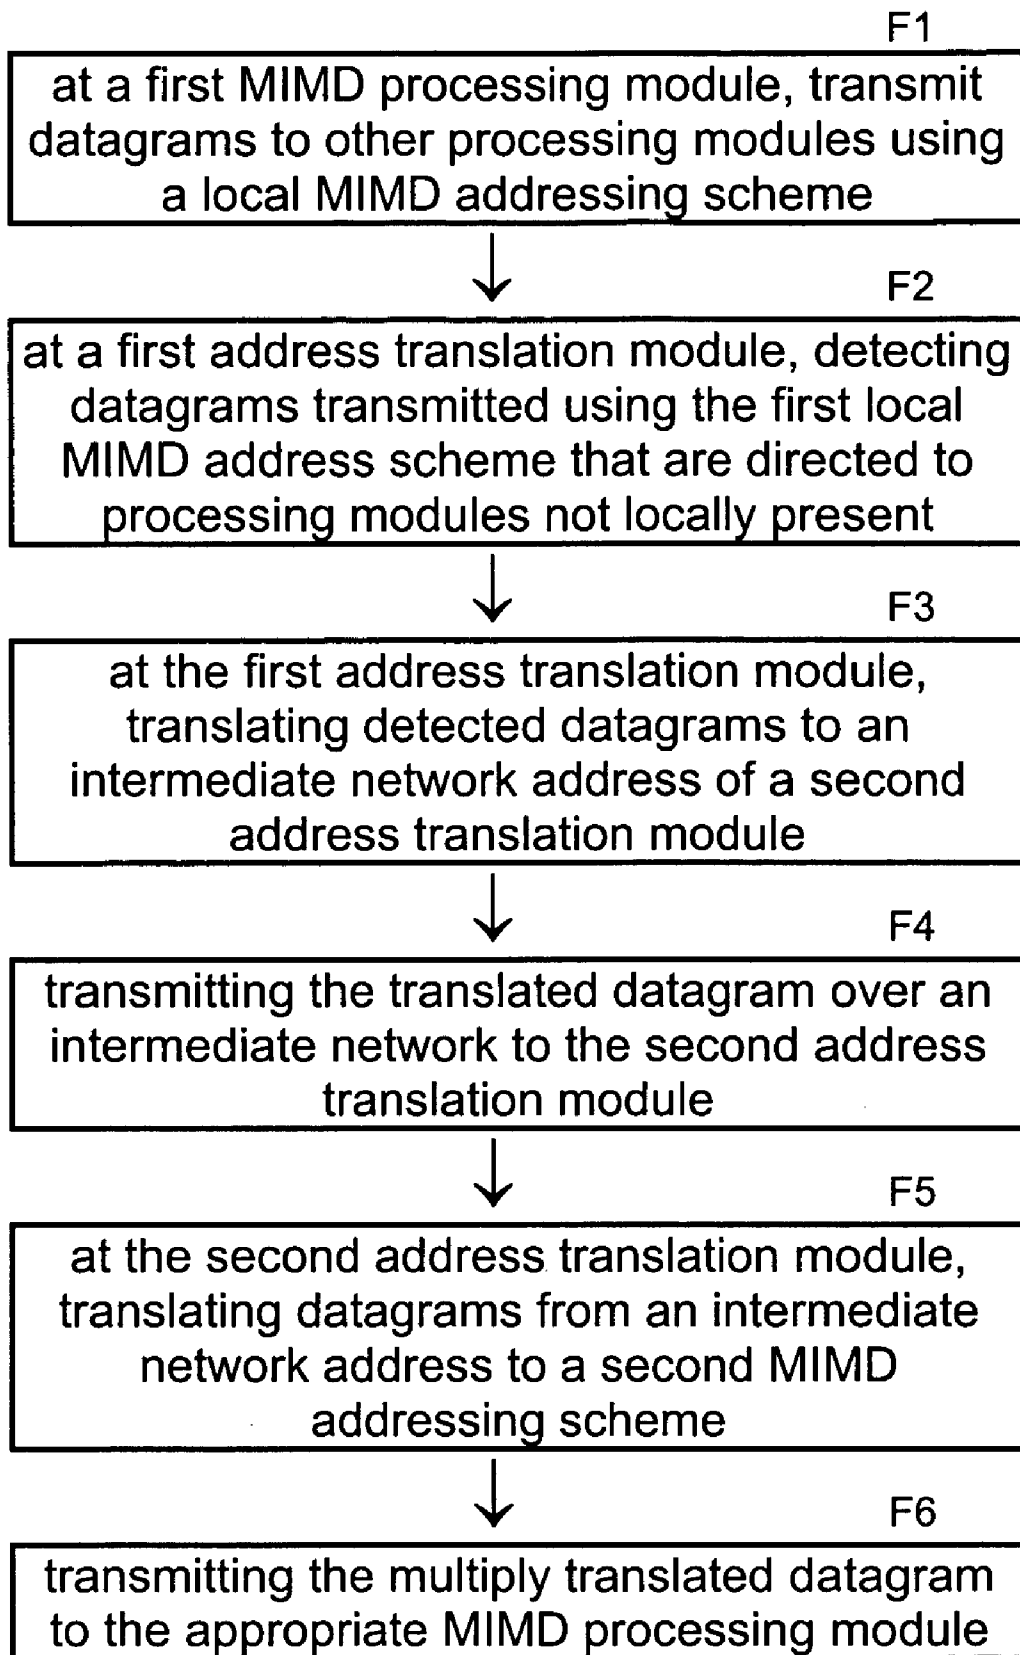 F1
at a first MIMD processing module, transmit
datagrams to other processing modules using
a local MIMD addressing scheme
F2
at a first address translation module, detecting
datagrams transmitted using the first local
MIMD address scheme that are directed to
processing modules not locally present
F3
at the first address translation module,
translating detected datagrams to an
intermediate network address of a second
address translation module
F4
transmitting the translated datagram over an
intermediate network to the second address
translation module
F5
at the second address translation module,
translating datagrams from an intermediate
network address to a second MIMD
addressing scheme
F6
transmitting the multiply translated datagram
to the appropriate MIMD processing module